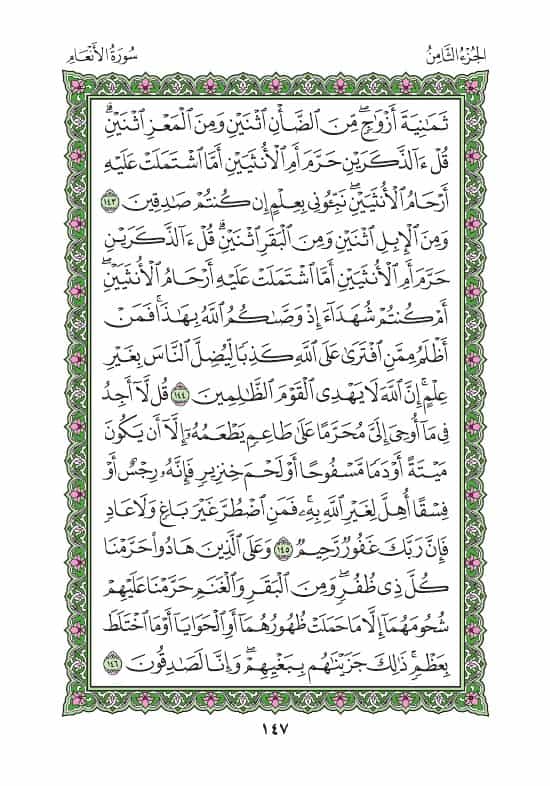 الجُزْءُ الثَّامِنُ
سُورَةُ الأَنْعَامِ
ثَمَٰنِيَةَ أَزْوَٰجٍۖ مِّنَ ٱلضَّأْنِ ٱثْنَيْنِ وَمِنَ ٱلْمَعْزِ ٱثْنَيْنِۗ
قُلْ ءَآلذَّكَرَيْنِ حَرَّمَ أَمِ ٱلْأُنثَيَيْنِ أَمَّا ٱشْتَمَلَتْ عَلَيْهِ
أَرْحَامُ ٱلْأُنثَيَيْنِۖ نَبِّـُٔونِى بِعِلْمٍ إِن كُنتُمْ صَٰدِقِينَ ١٤٣
وَمِنَ ٱلْإِبِلِ ٱثْنَيْنِ وَمِنَ ٱلْبَقَرِ ٱثْنَيْنِۗ قُلْ ءَآلذَّكَرَيْنِ
حَرَّمَ أَمِ ٱلْأُنثَيَيْنِ أَمَّا ٱشْتَمَلَتْ عَلَيْهِ أَرْحَامُ ٱلْأُنثَيَيْنِۖ
أَمْ كُنتُمْ شُهَدَآءَ إِذْ وَصَّىٰكُمُ ٱللَّهُ بِهَٰذَاۚ فَمَنْ
أَظْلَمُ مِمَّنِ ٱفْتَرَىٰ عَلَى ٱللَّهِ كَذِبًا لِّيُضِلَّ ٱلنَّاسَ بِغَيْرِ
عِلْمٍۚ إِنَّ ٱللَّهَ لَا يَهْدِى ٱلْقَوْمَ ٱلظَّٰلِمِينَ ١٤٤ قُل لَّآ أَجِدُ
فِى مَآ أُوحِىَ إِلَىَّ مُحَرَّمًا عَلَىٰ طَاعِمٍ يَطْعَمُهُۥٓ إِلَّآ أَن يَكُونَ
مَيْتَةً أَوْ دَمًا مَّسْفُوحًا أَوْ لَحْمَ خِنزِيرٍ فَإِنَّهُۥ رِجْسٌ أَوْ
فِسْقًا أُهِلَّ لِغَيْرِ ٱللَّهِ بِهِۦۚ فَمَنِ ٱضْطُرَّ غَيْرَ بَاغٍ وَلَا عَادٍ
فَإِنَّ رَبَّكَ غَفُورٌ رَّحِيمٌ ١٤٥ وَعَلَى ٱلَّذِينَ هَادُوا۟ حَرَّمْنَا
كُلَّ ذِى ظُفُرٍۖ وَمِنَ ٱلْبَقَرِ وَٱلْغَنَمِ حَرَّمْنَا عَلَيْهِمْ
شُحُومَهُمَآ إِلَّا مَا حَمَلَتْ ظُهُورُهُمَآ أَوِ ٱلْحَوَايَآ أَوْ مَا ٱخْتَلَطَ
بِعَظْمٍۚ ذَٰلِكَ جَزَيْنَٰهُم بِبَغْيِهِمْۖ وَإِنَّا لَصَٰدِقُونَ ١٤٦
١٤٧